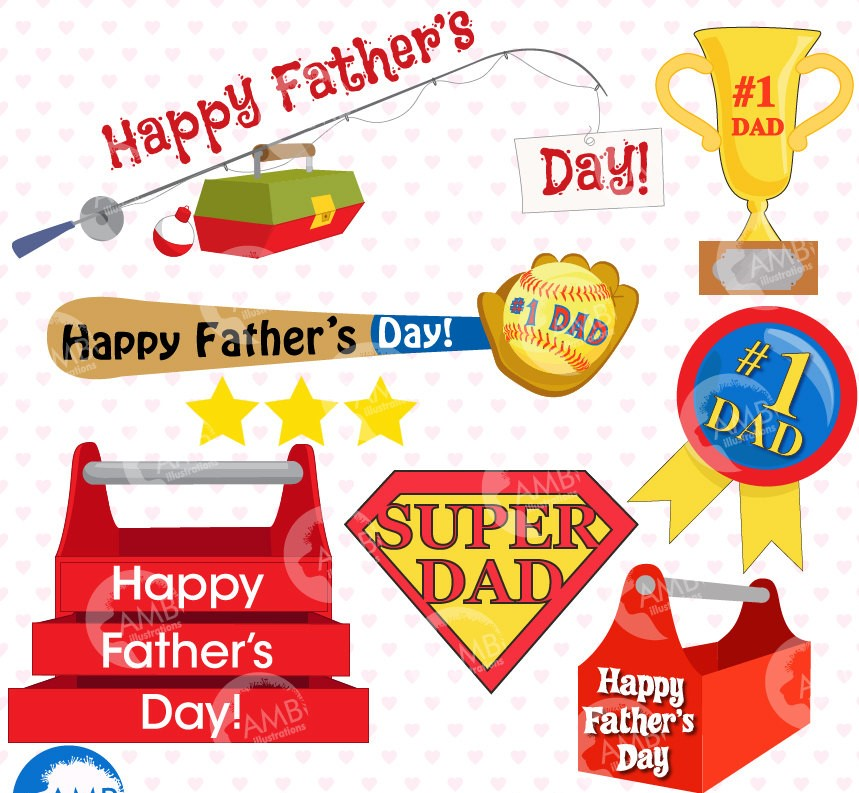 Happy Father's
Day!
#1
DAD
Happy Father's Day!
#1 DAD
#1
DAD
Happy
Father's
Day!
SUPER
DAD
Happy
Father's
Day
AMBillustrations